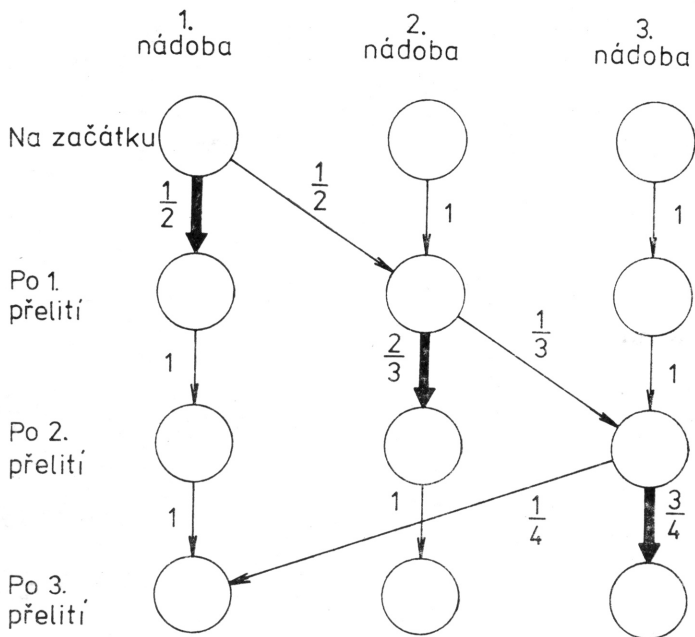 1. nádoba
2. nádoba
3. nádoba
Na začátku
1/2
1/2
1
1
Po 1.
přelití
1
2/3
1/3
1
Po 2.
přelití
1
1
1/4
3/4
Po 3.
přelití